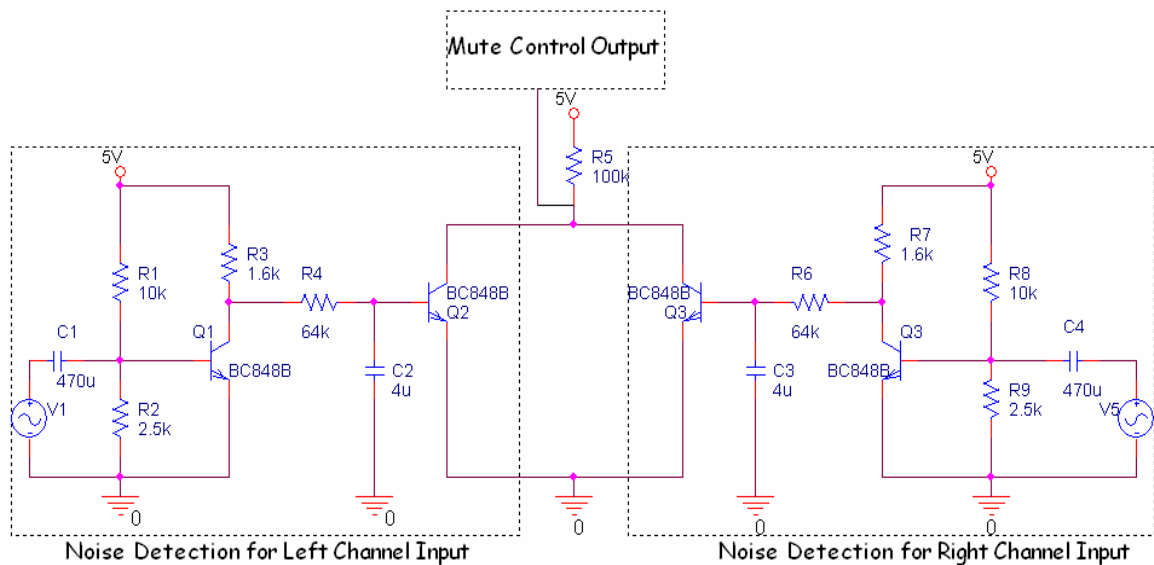 Mute Control Output
5V
R5
100k
5V
R3
1.6k
R1
10k
R4
64k
BC848B
Q2
C1
470u
Q1
BC848B
V1
R2
2.5k
C2
4u
0
0
0
5V
R7
1.6k
R8
10k
R6
64k
BC848B
Q3
Q3
BC848B
C4
470u
C3
4u
R9
2.5k
V5
0
0
Noise Detection for Left Channel Input
Noise Detection for Right Channel Input